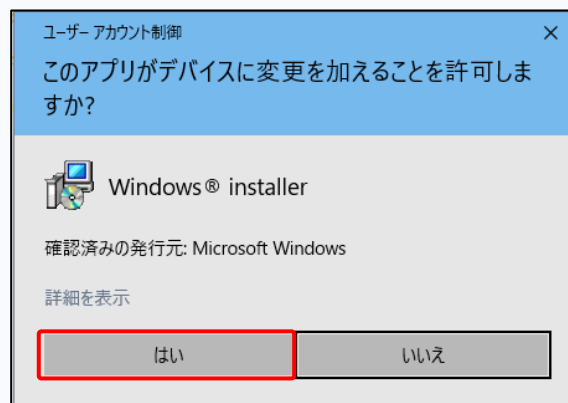 ユーザー アカウント制御
このアプリがデバイスに変更を加えることを許可しま
すか?
Windows® installer
確認済みの発行元: Microsoft Windows
詳細を表示
はい
いいえ